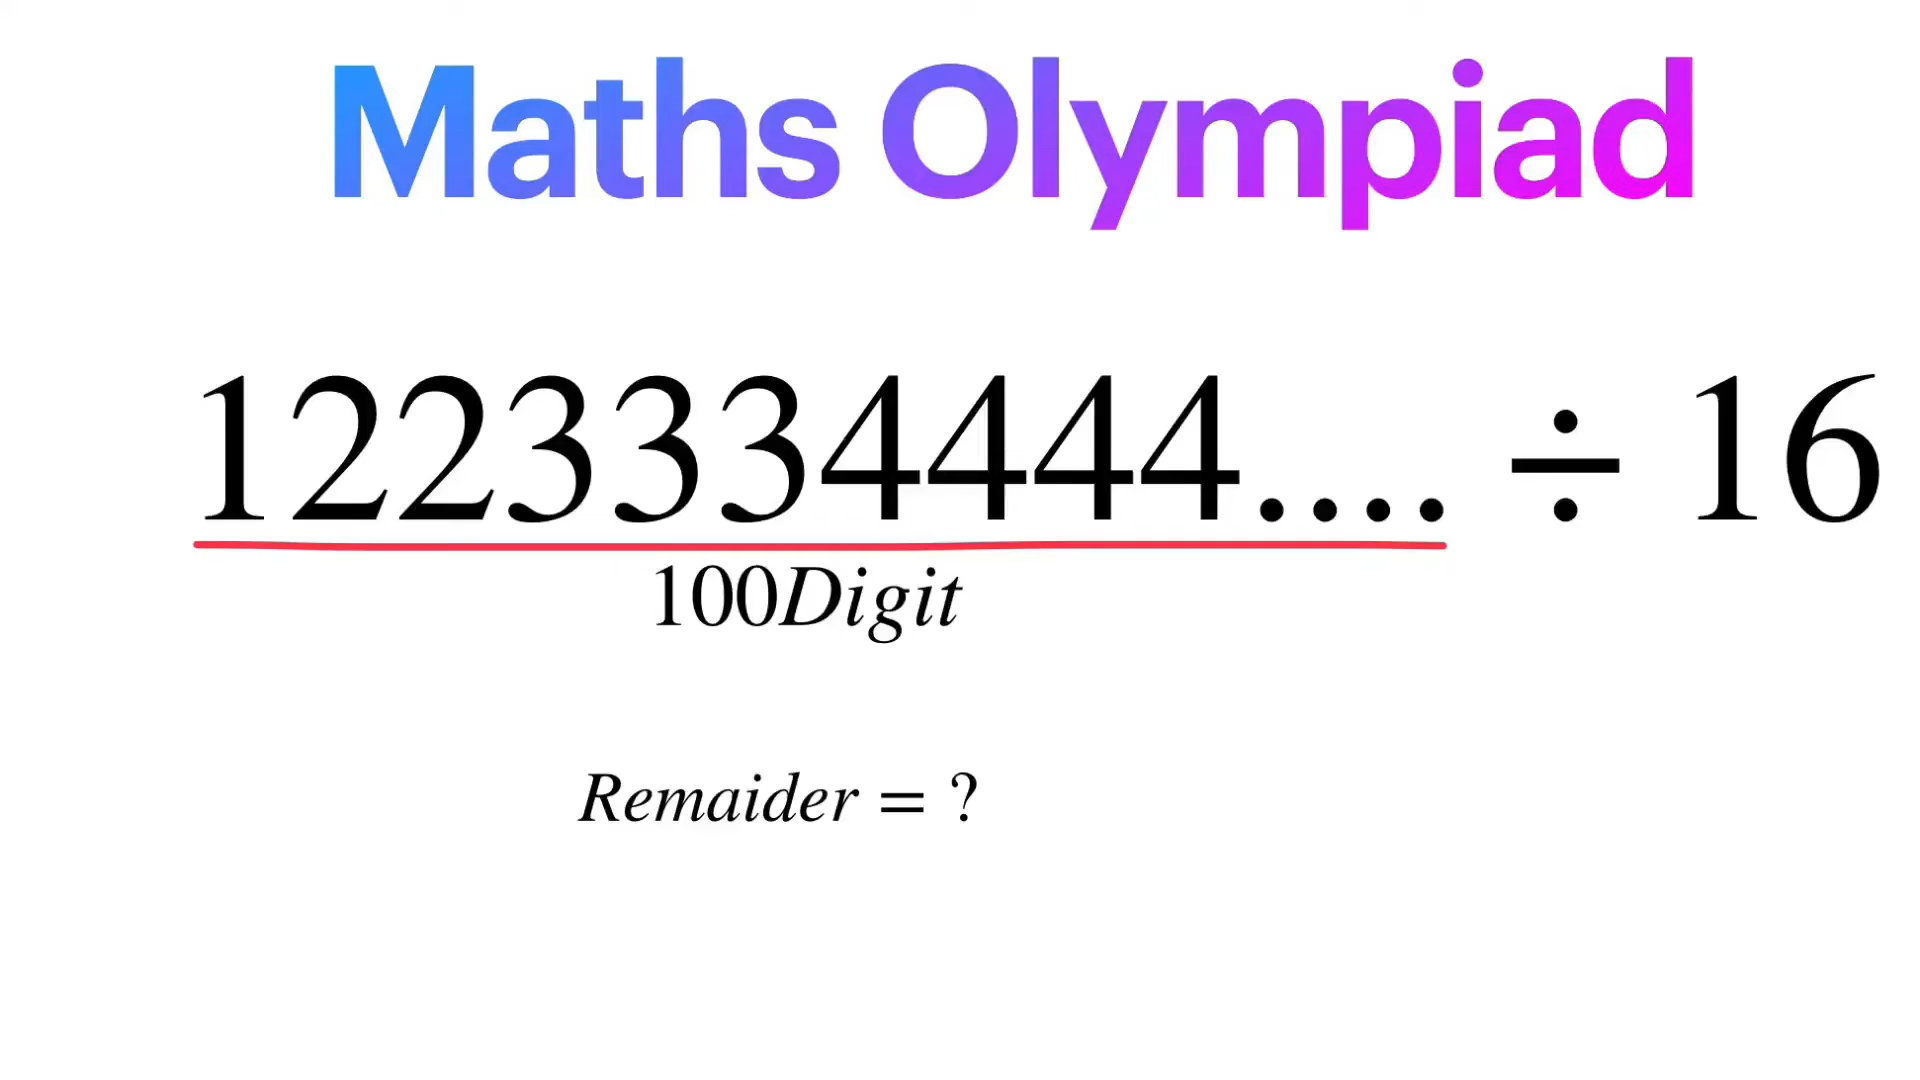 Maths Olympiad
1223334444.... ÷ 16
100Digit
Remaider = ?